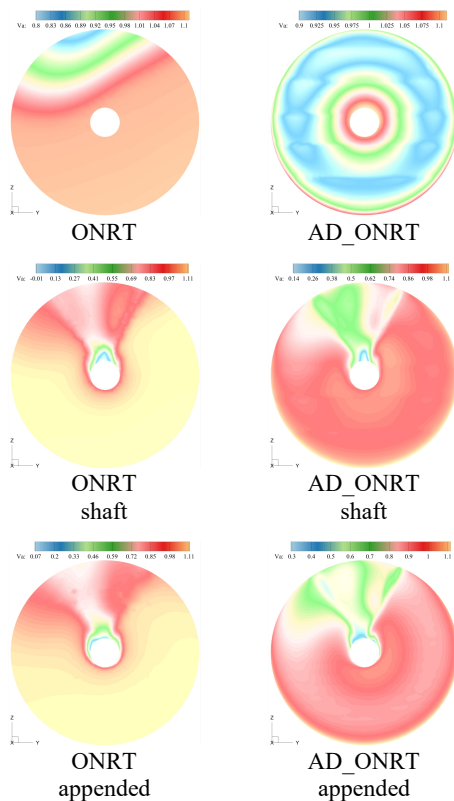 Va: 0.8 0.83 0.86 0.89 0.92 0.95 0.98 1.01 1.04 1.07 1.1
Va: 0.9 0.925 0.95 0.975 1 1.025 1.05 1.075 1.1
Z
X Y
Z
X Y
ONRT
AD_ONRT
Va: -0.01 0.13 0.27 0.41 0.55 0.69 0.83 0.97 1.11
Va: 0.14 0.26 0.38 0.5 0.62 0.74 0.86 0.98 1.1
Z
X Y
Z
X Y
ONRT
shaft
AD_ONRT
shaft
Va: 0.07 0.2 0.33 0.46 0.59 0.72 0.85 0.98 1.11
Va: 0.3 0.4 0.5 0.6 0.7 0.8 0.9 1 1.1
Z
X Y
Z
X Y
ONRT
appended
AD_ONRT
appended